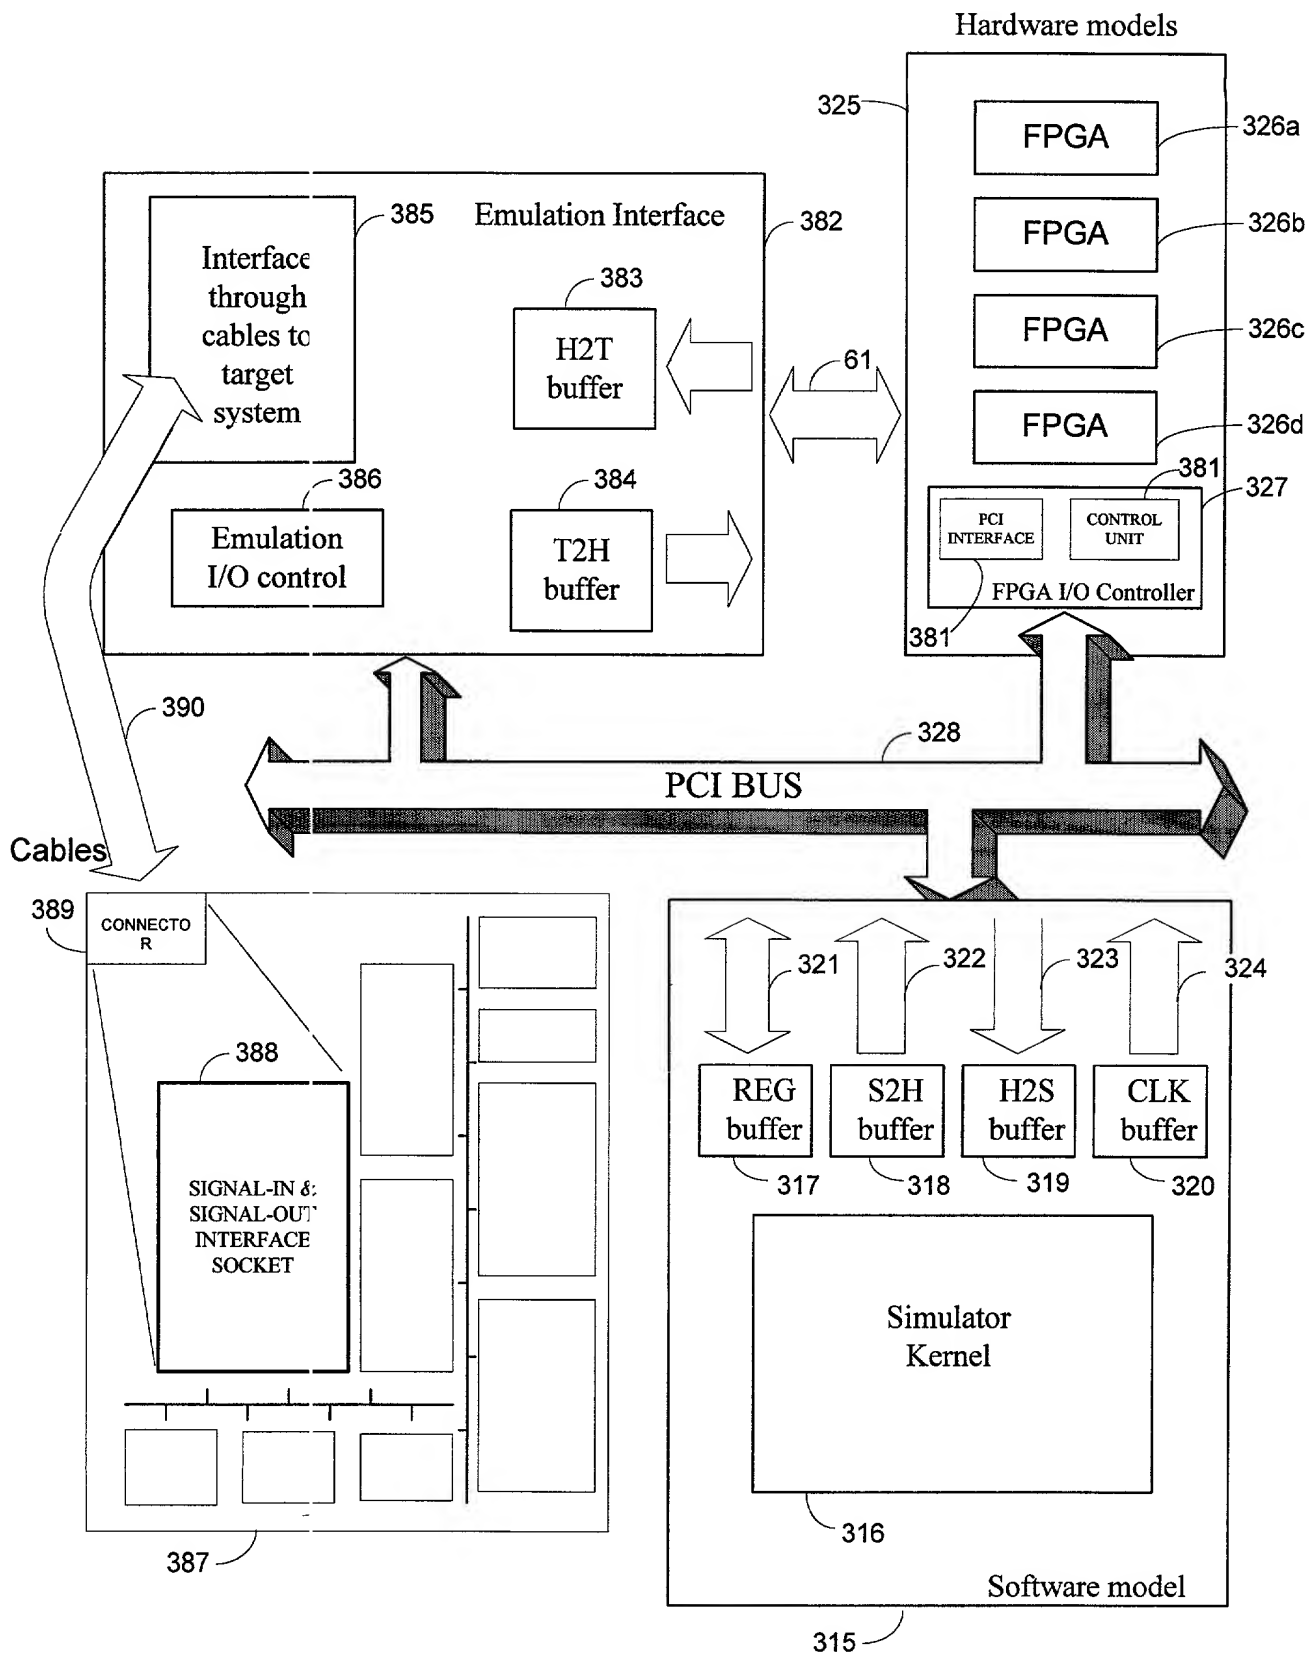 Hardware models
325
FPGA
326a
FPGA
326b
FPGA
326c
FPGA
326d
381
327
PCI
INTERFACE
CONTROL
UNIT
FPGA I/O Controller
381
61
385
Emulation Interface
382
Interface
through
cables to
target
system
383
H2T
buffer
386
Emulation
I/O control
384
T2H
buffer
390
328
PCI BUS
Cables
389
CONNECTO
R
388
SIGNAL-IN &
SIGNAL-OUT
INTERFACE
SOCKET
387
321
322
323
324
REG
buffer
S2H
buffer
H2S
buffer
CLK
buffer
317
318
319
320
Simulator
Kernel
316
Software model
315